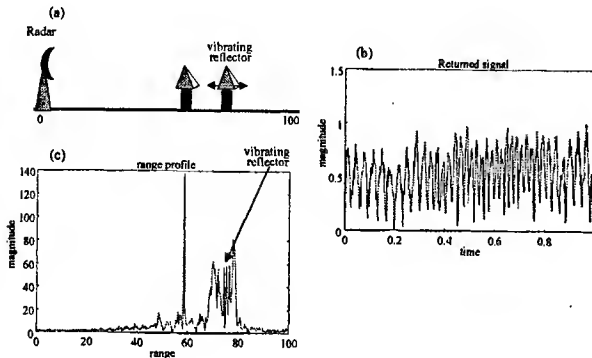 (a)
Radar
vibrating
reflector
0
100
(b)
Returned signal
1.5
1
0.5
0
magnitude
0
0.2
0.4
0.6
0.8
time
(c)
vibrating
reflector
range profile
140
120
100
80
60
40
20
0
magnitude
0
20
40
60
80
100
range